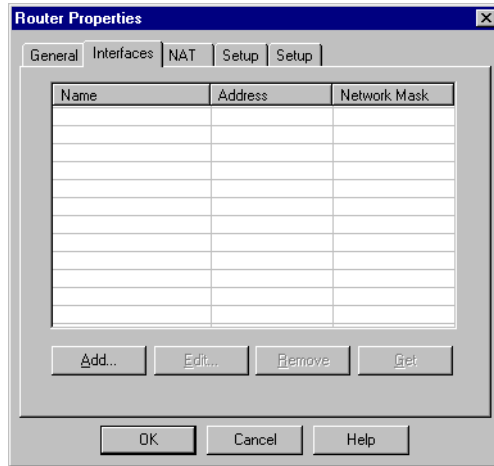 Router Properties
General Interfaces NAT Setup Setup
Name Address Network Mask
Add... Edit... Remove Get
OK Cancel Help